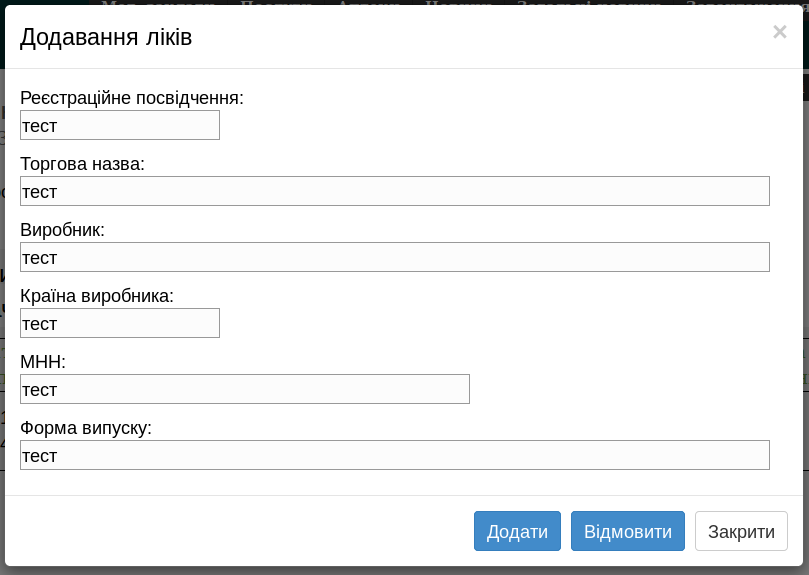 Додавання ліків
×
Реєстраційне посвідчення:
тест
Торгова назва:
тест
Виробник:
тест
Країна виробника:
тест
МНН:
тест
Форма випуску:
тест
Додати Відмовити Закрити